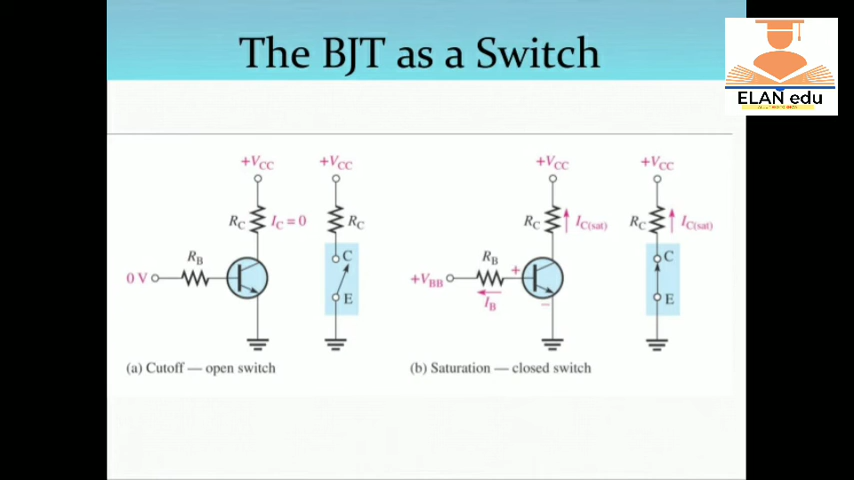 The BJT as a Switch
ELAN edu
+VCC
+VCC
+VCC
+VCC
RC
IC = 0
RC
RC
IC(sat)
RC
IC(sat)
RB
C
RB
C
0 V
+VBB
+
E
IB
–
E
(a) Cutoff — open switch
(b) Saturation — closed switch